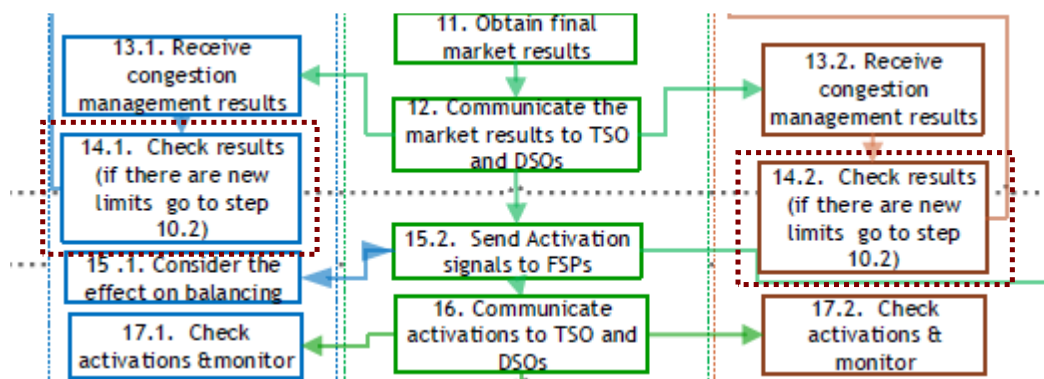 11. Obtain final
market results
13.1. Receive
congestion
management results
13.2. Receive
congestion
management results
12. Communicate the
market results to TSO
and DSOs
14.1. Check results
(if there are new
limits go to step
10.2)
14.2. Check results
(if there are new
limits go to step
10.2)
15.2. Send Activation
signals to FSPs
15 .1. Consider the
effect on balancing
16. Communicate
activations to TSO and
DSOs
17.1. Check
activations &monitor
17.2. Check
activations &
monitor